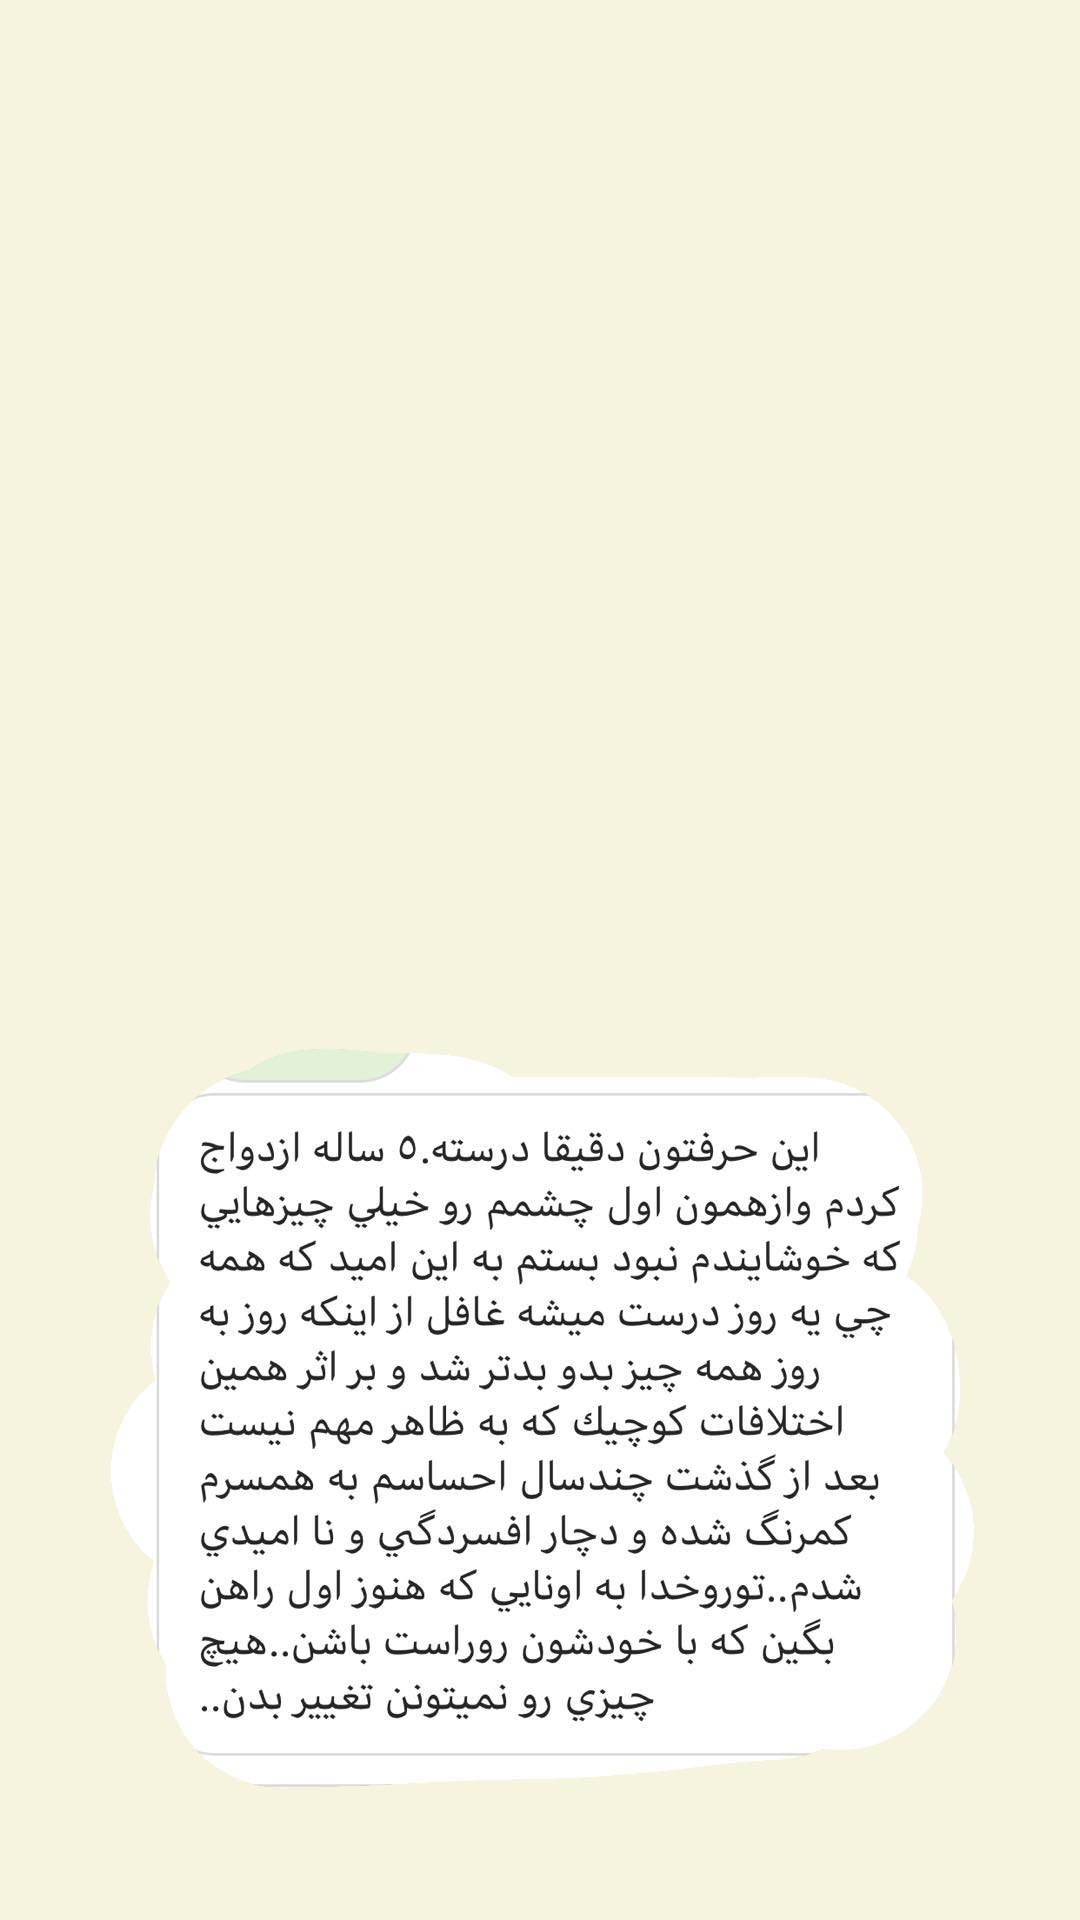 این حرفتون دقیقا درسته.٥ ساله ازدواج
کردم وازهمون اول چشمم رو خیلي چیزهایي
که خوشایندم نبود بستم به این امید که همه
چي یه روز درست میشه غافل از اینکه روز به
روز همه چیز بدو بدتر شد و بر اثر همین
اختلافات کوچیك که به ظاهر مهم نیست
بعد از گذشت چندسال احساسم به همسرم
کمرنگ شده و دچار افسردگي و نا امیدي
شدم..توروخدا به اونایي که هنوز اول راهن
بگین که با خودشون روراست باشن..هیچ
چیزي رو نمیتونن تغییر بدن..